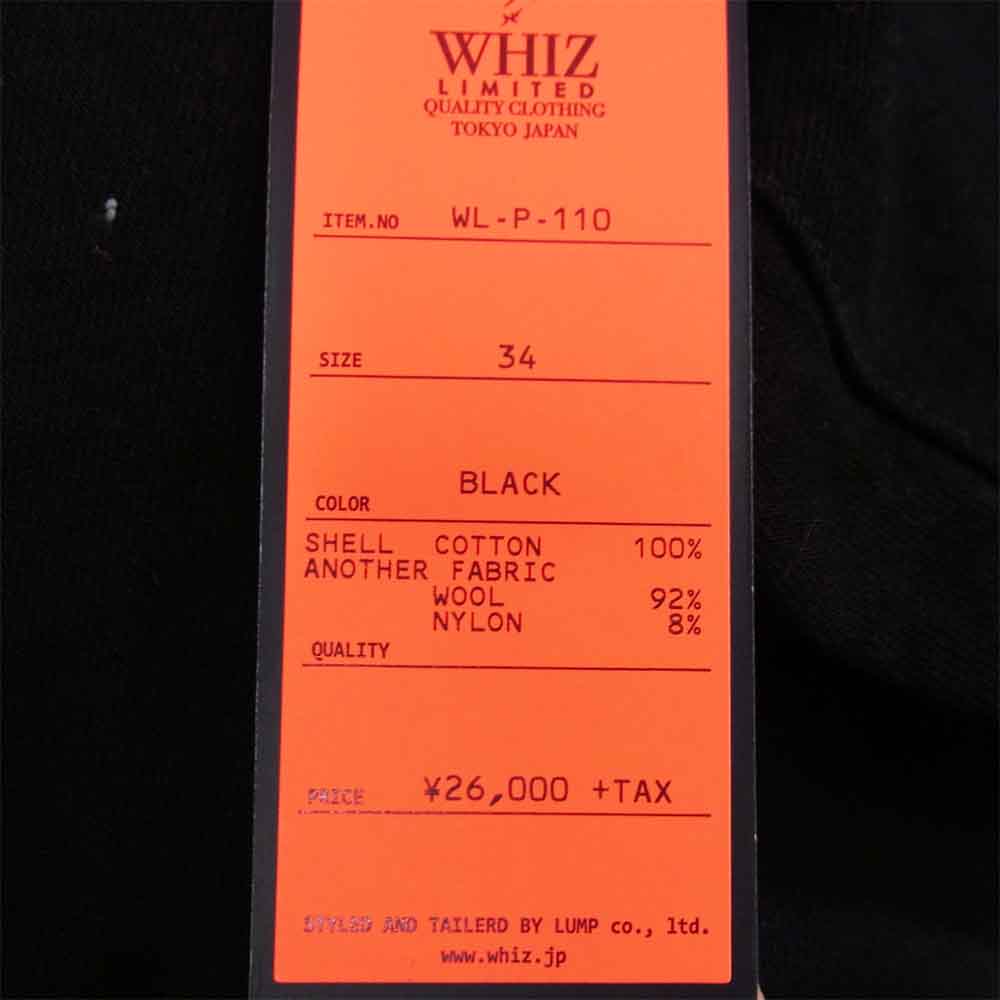 WHIZ
LIMITED
QUALITY CLOTHING
TOKYO JAPAN
ITEM.NO WL-P-110
SIZE 34
BLACK
COLOR
SHELL COTTON 100%
ANOTHER FABRIC
WOOL 92%
NYLON 8%
QUALITY
PRICE ¥26,000 +TAX
STYLED AND TAILERD BY LUMP co., ltd.
www.whiz.jp